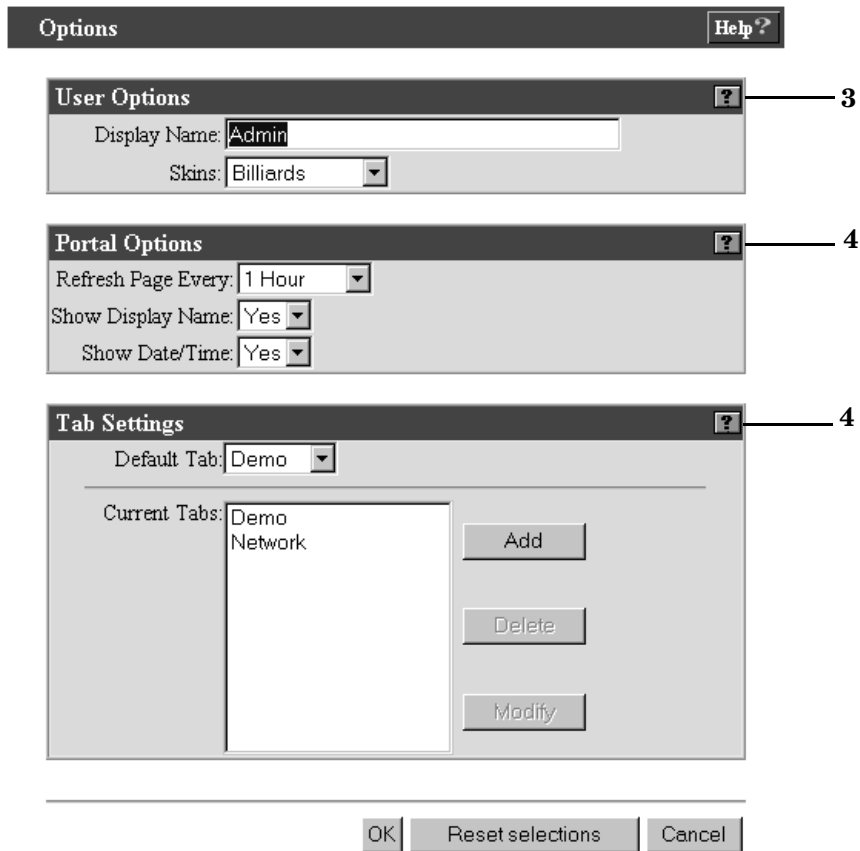 Options Help?
User Options ? 3
Display Name: Admin
Skins: Billiards
Portal Options ? 4
Refresh Page Every: 1 Hour
Show Display Name: Yes
Show Date/Time: Yes
Tab Settings ? 4
Default Tab: Demo
Current Tabs: Demo
Network
Add
Delete
Modify
OK Reset selections Cancel